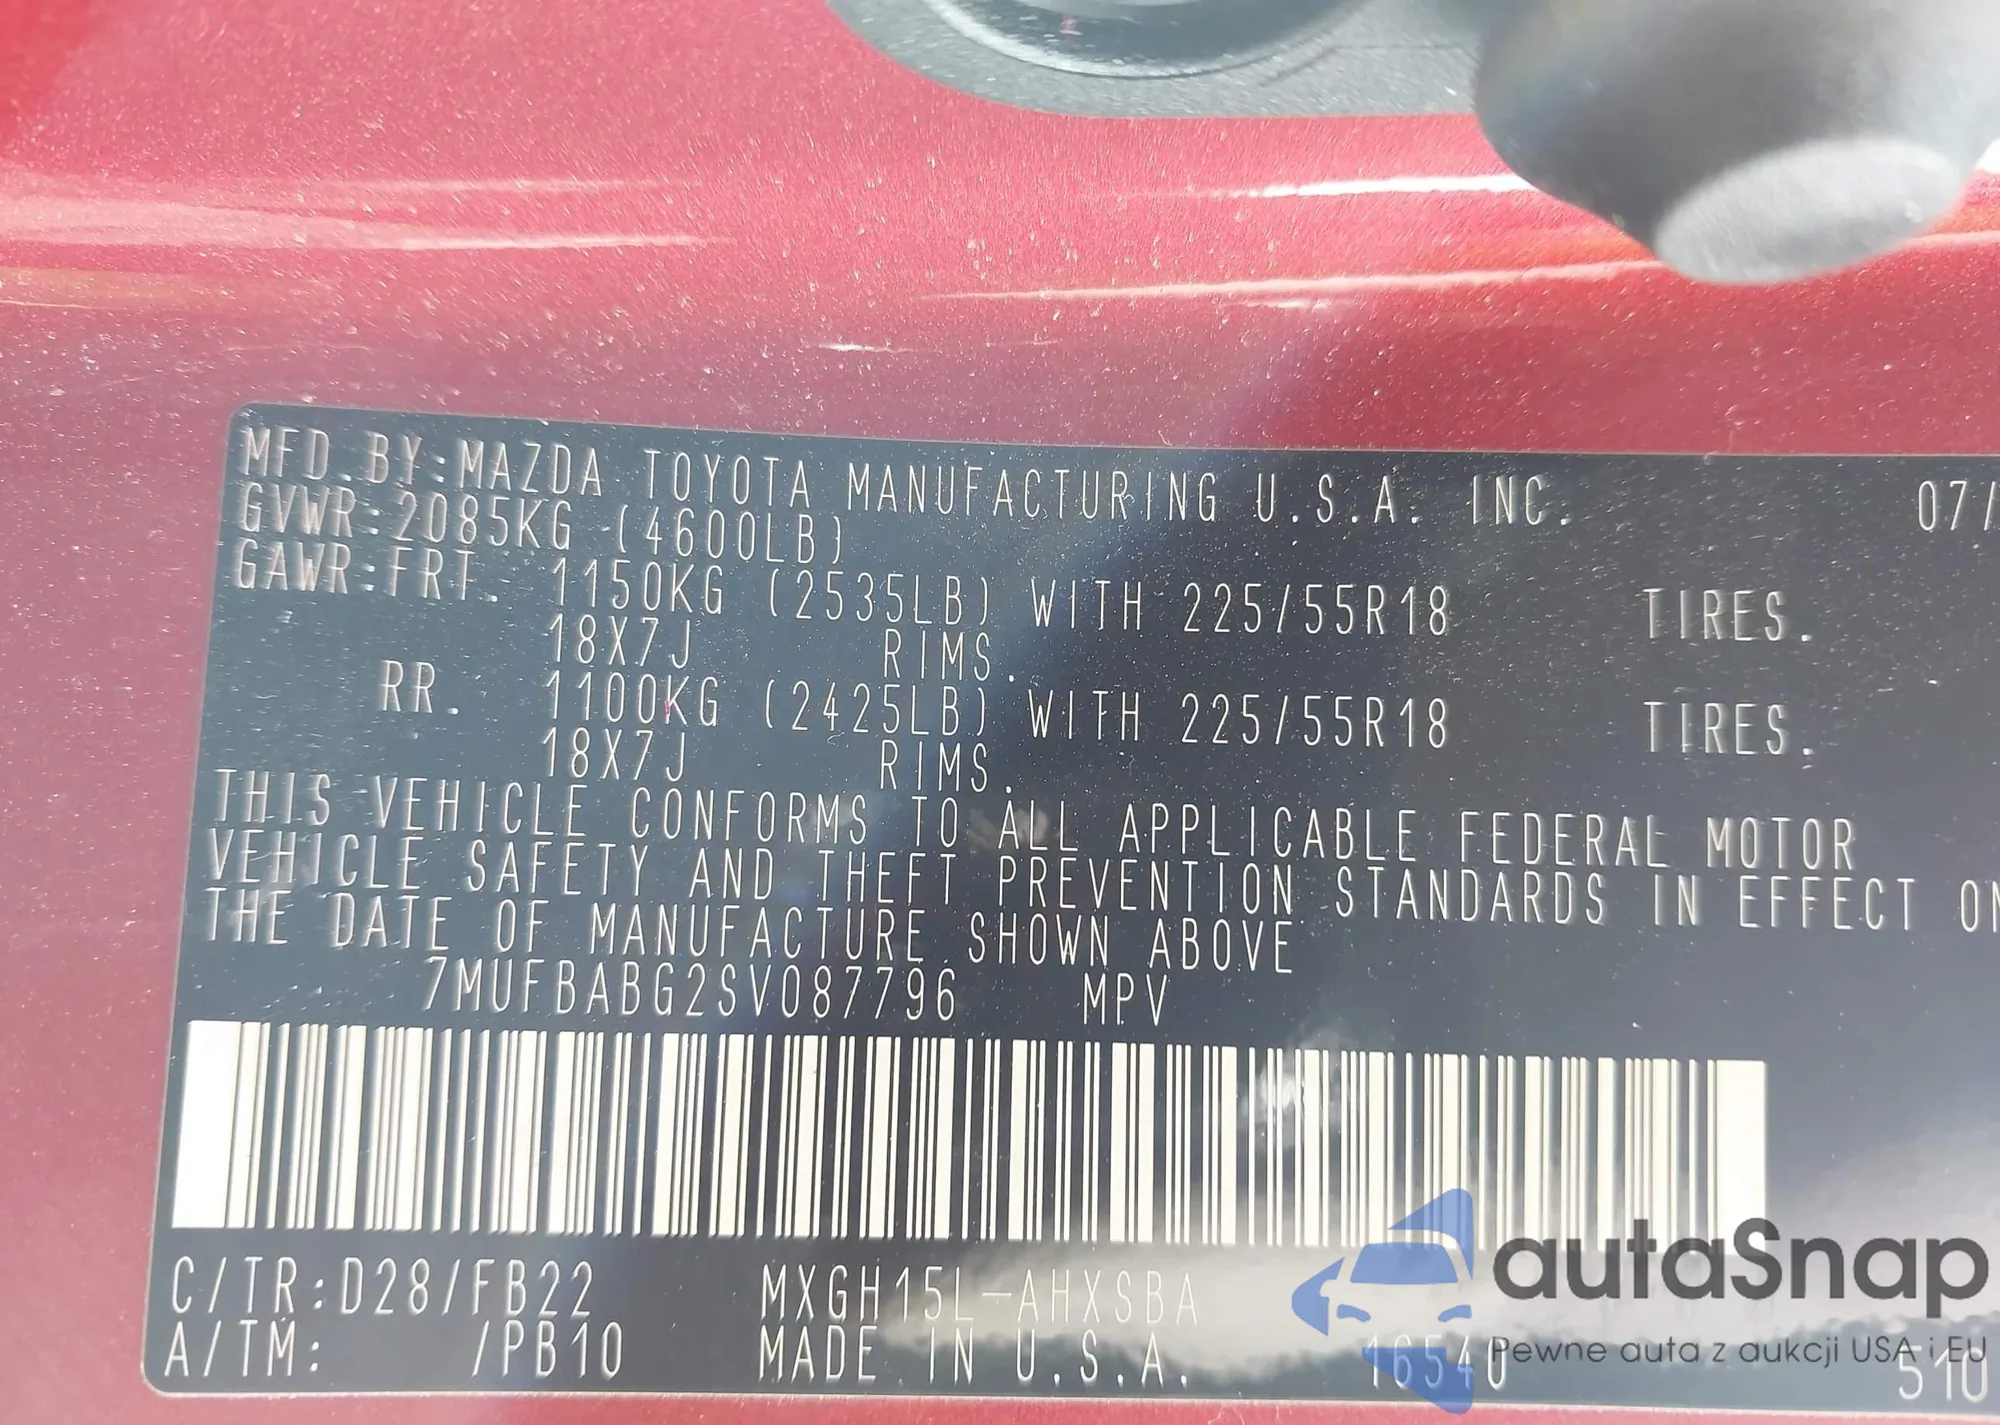 MFD.BY:MAZDA TOYOTA MANUFACTURING U.S.A. INC. 07/
GVWR:2085KG (4600LB)
GAWR:FRT. 1150KG (2535LB) WITH 225/55R18 TIRES.
18X7J RIMS.
RR. 1100KG (2425LB) WITH 225/55R18 TIRES.
18X7J RIMS.
THIS VEHICLE CONFORMS TO ALL APPLICABLE FEDERAL MOTOR
VEHICLE SAFETY AND THEFT PREVENTION STANDARDS IN EFFECT ON
THE DATE OF MANUFACTURE SHOWN ABOVE
7MUFBABG2SV087796 MPV
C/TR:D28/FB22 MXGH15L-AHXSBA
A/TM: /PB10 MADE IN U.S.A. 16540 510
autaSnap
Pewne auta z aukcji USA i EU